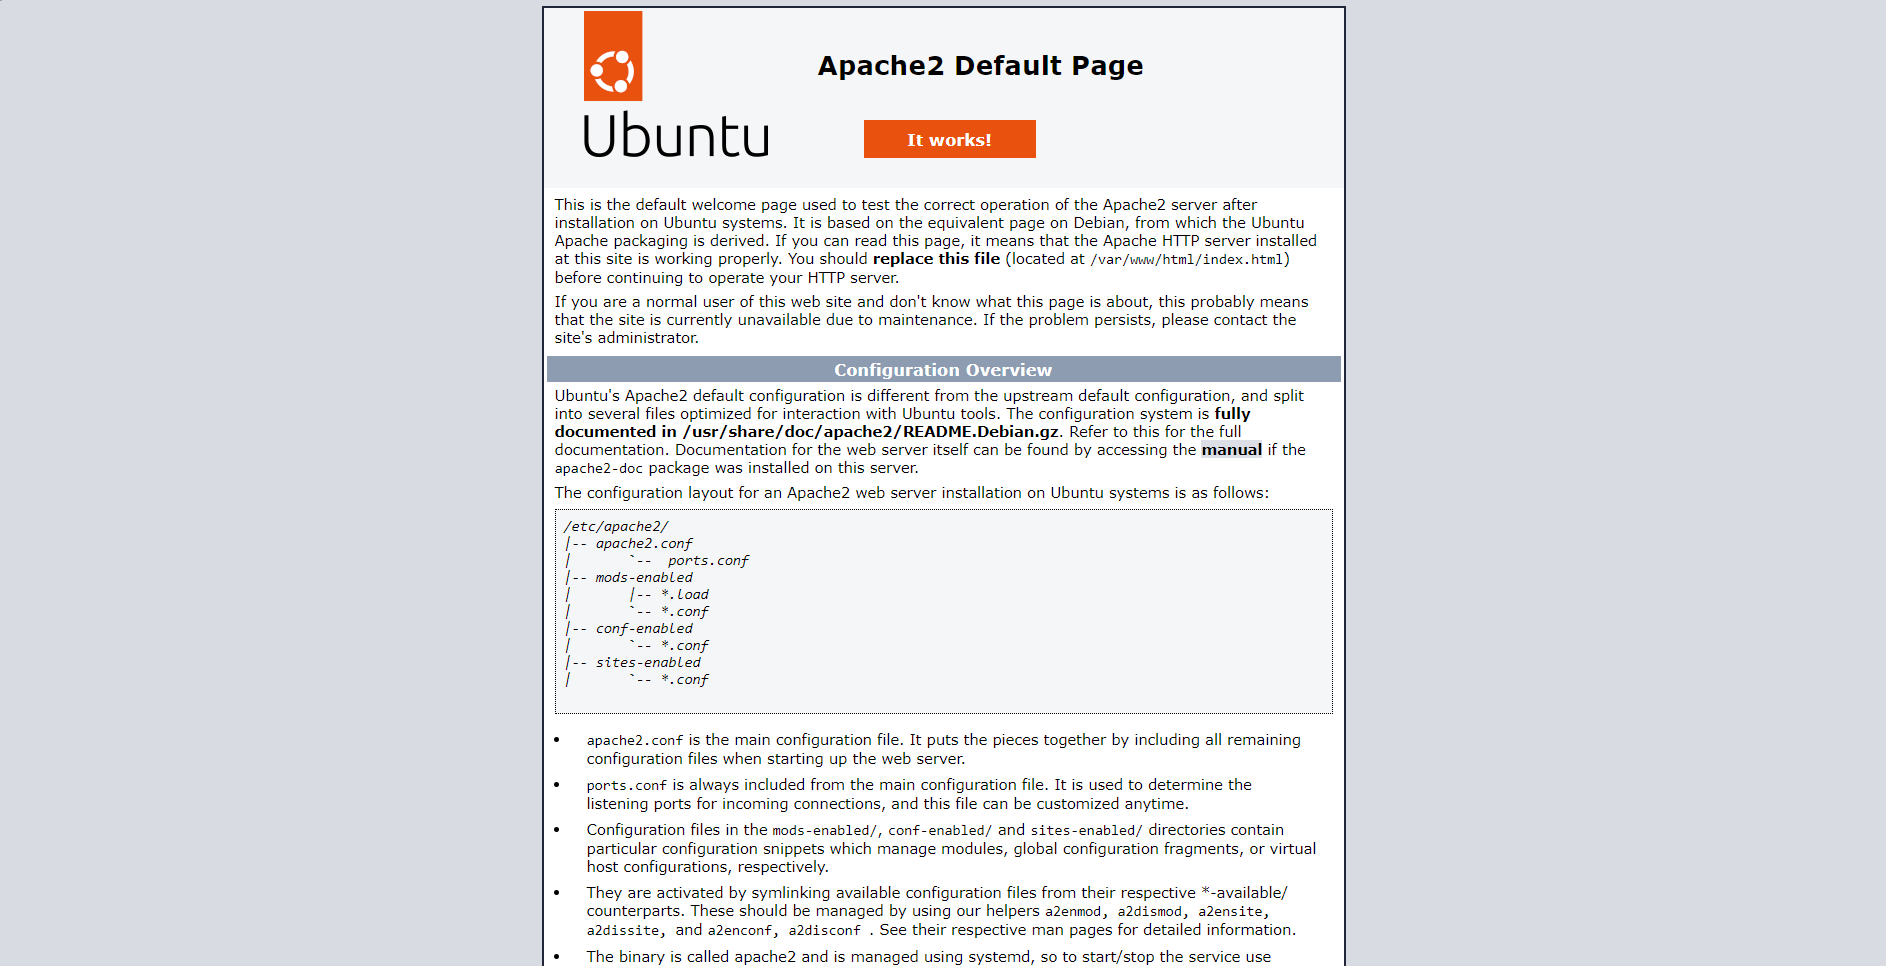 Apache2 Default Page
Ubuntu
It works!
This is the default welcome page used to test the correct operation of the Apache2 server after
installation on Ubuntu systems. It is based on the equivalent page on Debian, from which the Ubuntu
Apache packaging is derived. If you can read this page, it means that the Apache HTTP server installed
at this site is working properly. You should replace this file (located at /var/www/html/index.html)
before continuing to operate your HTTP server.
If you are a normal user of this web site and don't know what this page is about, this probably means
that the site is currently unavailable due to maintenance. If the problem persists, please contact the
site's administrator.
Configuration Overview
Ubuntu's Apache2 default configuration is different from the upstream default configuration, and split
into several files optimized for interaction with Ubuntu tools. The configuration system is fully
documented in /usr/share/doc/apache2/README.Debian.gz. Refer to this for the full
documentation. Documentation for the web server itself can be found by accessing the manual if the
apache2-doc package was installed on this server.
The configuration layout for an Apache2 web server installation on Ubuntu systems is as follows:
/etc/apache2/
|-- apache2.conf
|       `--  ports.conf
|-- mods-enabled
|       |-- *.load
|       `-- *.conf
|-- conf-enabled
|       `-- *.conf
|-- sites-enabled
|       `-- *.conf
• apache2.conf is the main configuration file. It puts the pieces together by including all remaining
configuration files when starting up the web server.
• ports.conf is always included from the main configuration file. It is used to determine the
listening ports for incoming connections, and this file can be customized anytime.
• Configuration files in the mods-enabled/, conf-enabled/ and sites-enabled/ directories contain
particular configuration snippets which manage modules, global configuration fragments, or virtual
host configurations, respectively.
• They are activated by symlinking available configuration files from their respective *-available/
counterparts. These should be managed by using our helpers a2enmod, a2dismod, a2ensite,
a2dissite, and a2enconf, a2disconf . See their respective man pages for detailed information.
• The binary is called apache2 and is managed using systemd, so to start/stop the service use